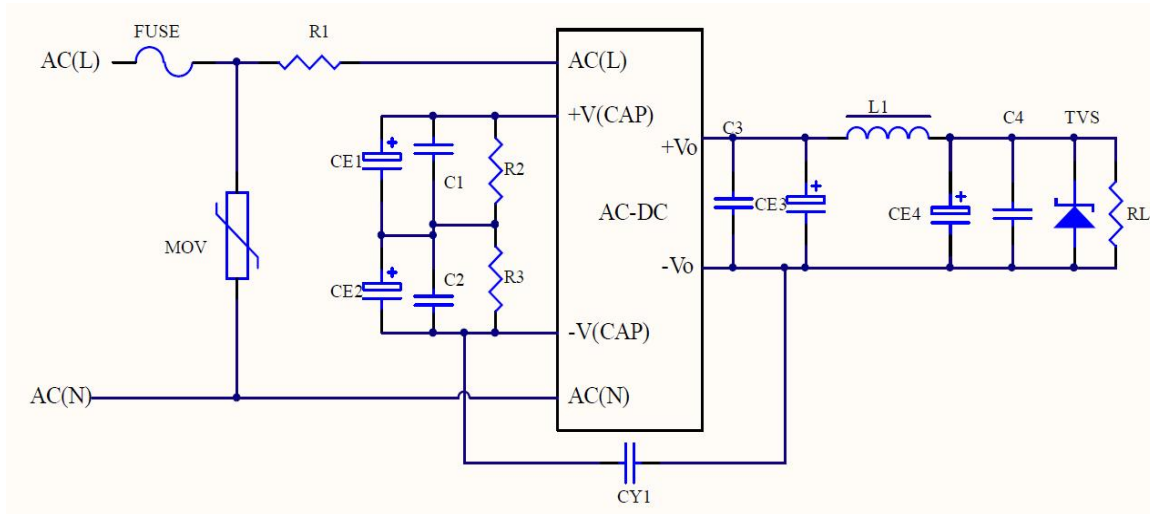 FUSE
R1
AC(L)
AC(L)
+V(CAP)
CE1
C1
R2
MOV
CE2
C2
R3
-V(CAP)
AC(N)
AC(N)
AC-DC
+Vo
-Vo
C3
CE3
L1
CE4
C4
TVS
RL
CY1